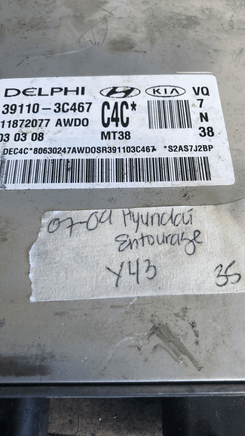 DELPHI HYUNDAI KIA VQ
39110-3C467 C4C* 7
11872077 AWDO N
03 03 08 MT38 38
DEC4C*80630247AWDOSR391103C467 *S2AS7J2BP
07-09 Hyundai
Entourage
Y43 35